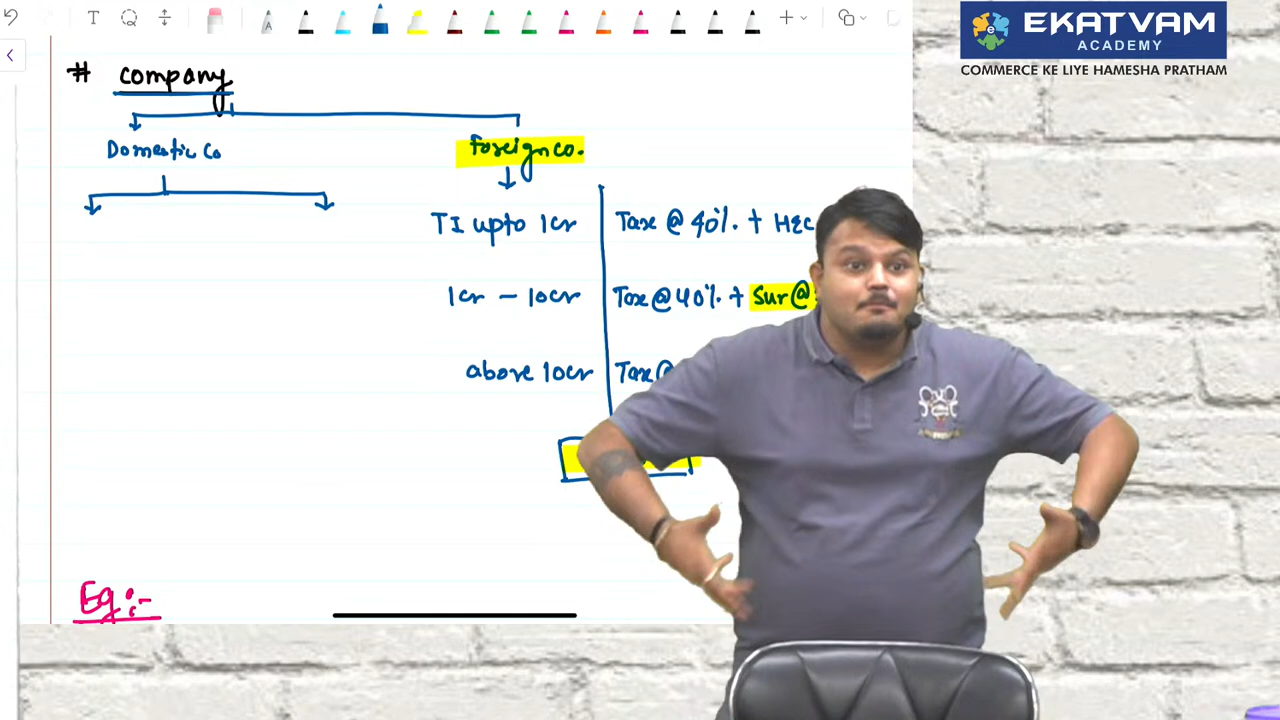 EKATVAM
ACADEMY
COMMERCE KE LIYE HAMESHA PRATHAM
# Company
Domestic Co
Foreign co.
TI upto 1cr
Tax @ 40%. + H&C
1cr - 10cr
Tax @ 40%. + Sur @
above 10cr
Tax @
Eg:-